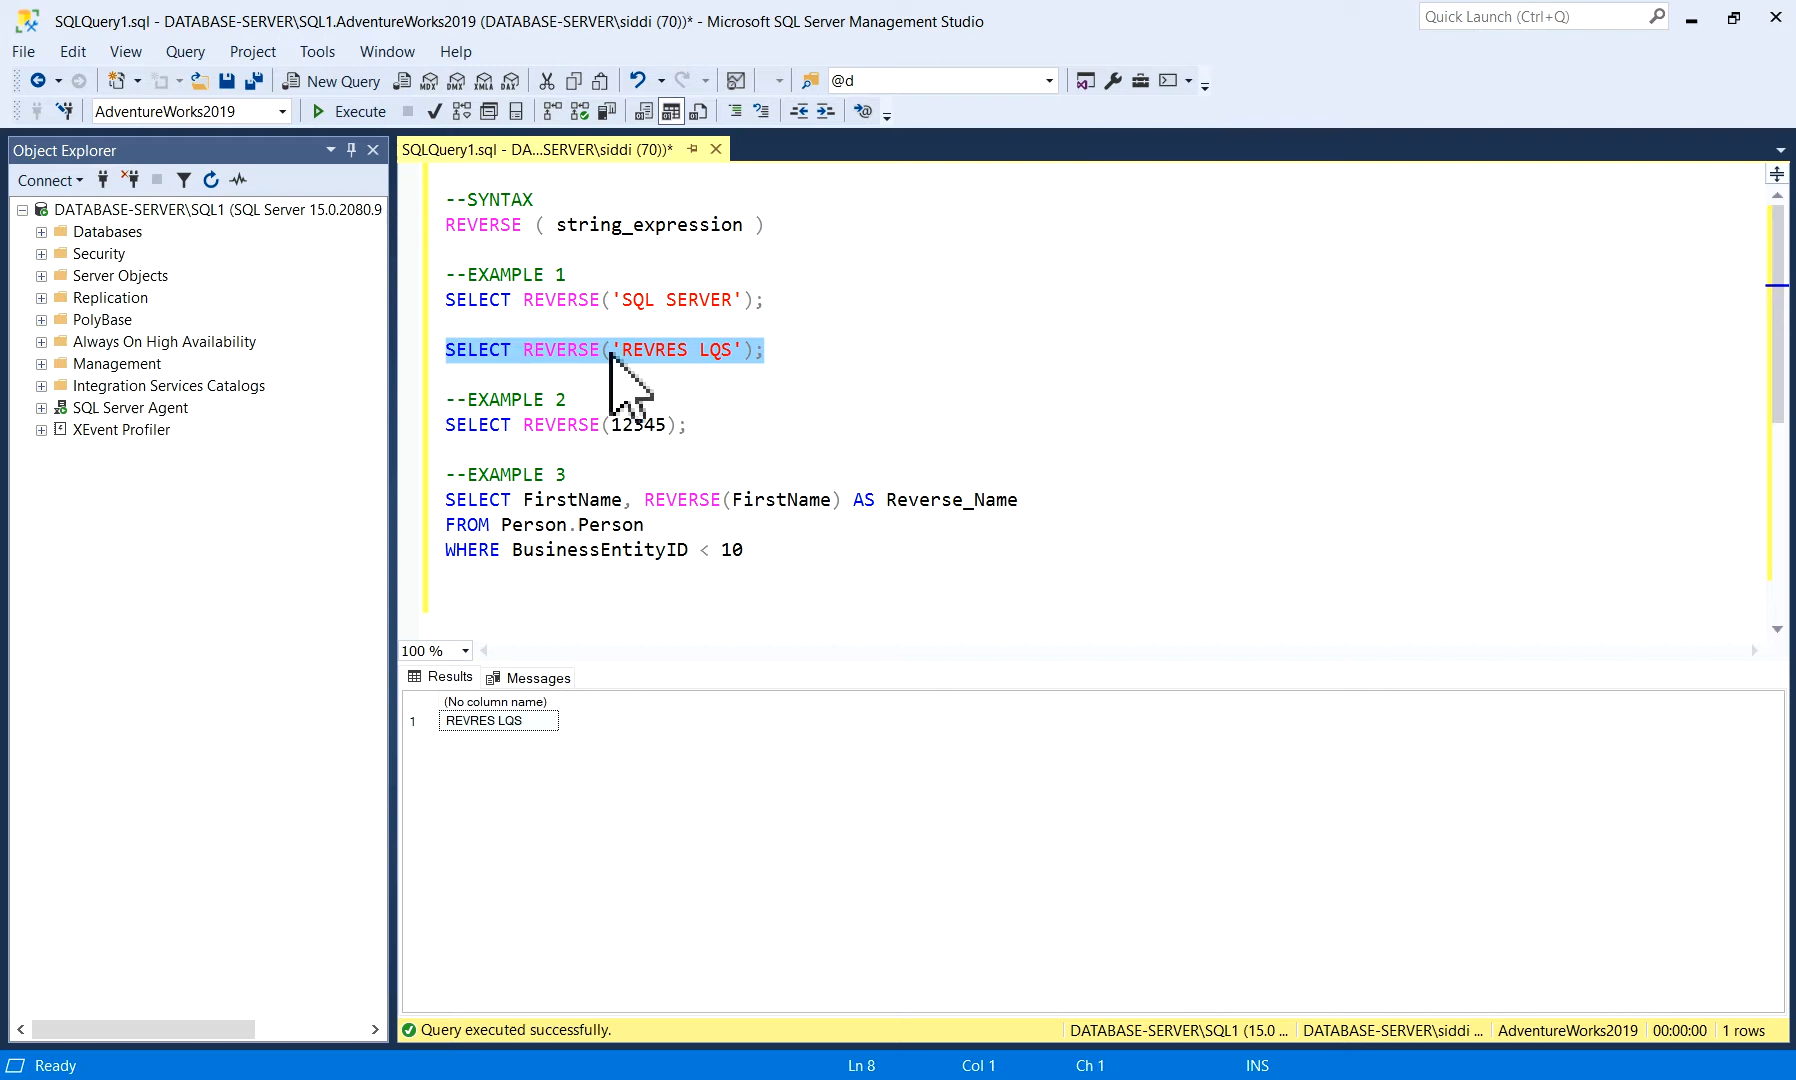 SQLQuery1.sql - DATABASE-SERVER\SQL1.AdventureWorks2019 (DATABASE-SERVER\siddi (70))* - Microsoft SQL Server Management Studio
Quick Launch (Ctrl+Q)
File Edit View Query Project Tools Window Help
New Query MDX DMX XMLA DAX @d
AdventureWorks2019 Execute
Object Explorer
Connect
DATABASE-SERVER\SQL1 (SQL Server 15.0.2080.9
Databases
Security
Server Objects
Replication
PolyBase
Always On High Availability
Management
Integration Services Catalogs
SQL Server Agent
XEvent Profiler
SQLQuery1.sql - DA...SERVER\siddi (70))*
--SYNTAX
REVERSE ( string_expression )
--EXAMPLE 1
SELECT REVERSE('SQL SERVER');
SELECT REVERSE('REVRES LQS');
--EXAMPLE 2
SELECT REVERSE(12345);
--EXAMPLE 3
SELECT FirstName, REVERSE(FirstName) AS Reverse_Name
FROM Person.Person
WHERE BusinessEntityID < 10
100 %
Results Messages
(No column name)
1 REVRES LQS
Query executed successfully.
DATABASE-SERVER\SQL1 (15.0 ... DATABASE-SERVER\siddi ... AdventureWorks2019 00:00:00 1 rows
Ready Ln 8 Col 1 Ch 1 INS